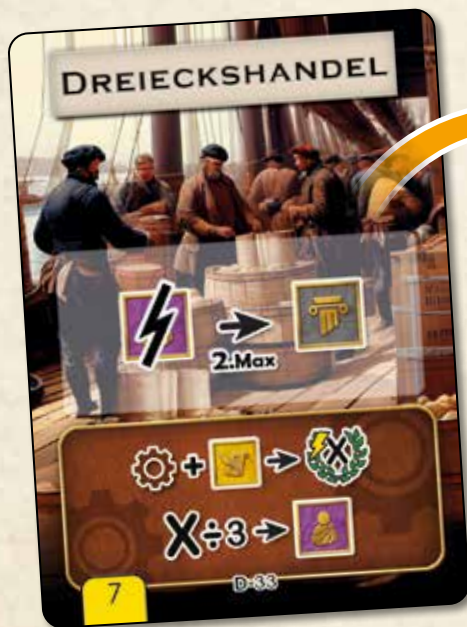 DREIECKSHANDEL
2.Max
+
X
X÷3
7
D-33